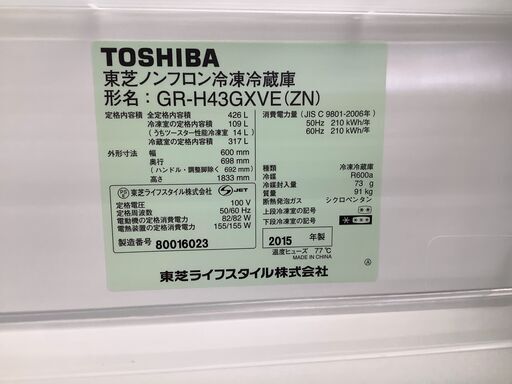 TOSHIBA
東芝ノンフロン冷凍冷蔵庫
形名：GR-H43GXVE(ZN)
定格内容積 全定格内容積 426 L
冷凍室の定格内容積 109 L
(うちツースター性能冷凍室 14 L)
冷蔵室の定格内容積 317 L
外形寸法 幅 600 mm
奥行 698 mm
(ハンドル・調整脚除く 692 mm)
高さ 1833 mm
東芝ライフスタイル株式会社 S JET
定格電圧 100 V
定格周波数 50/60 Hz
電動機の定格消費電力 82/82 W
電熱装置の定格消費電力 155/155 W
製造番号 80016023
消費電力量 (JIS C 9801-2006年)
50Hz 210 kWh/年
60Hz 210 kWh/年
種類 冷凍冷蔵庫
冷媒 R600a
冷媒封入量 73 g
質量 91 kg
断熱発泡ガス シクロペンタン
上段冷凍室の記号 **
下段冷凍室の記号 ****
2015 年製
温度ヒューズ 77℃
MADE IN CHINA
東芝ライフスタイル株式会社
A